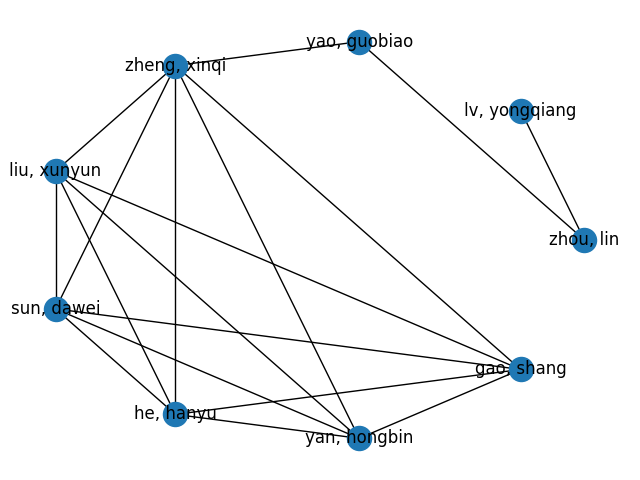 yao, guobiao
zheng, xinqi
lv, yongqiang
liu, xunyun
zhou, lin
sun, dawei
gao, shang
he, hanyu
yan, hongbin